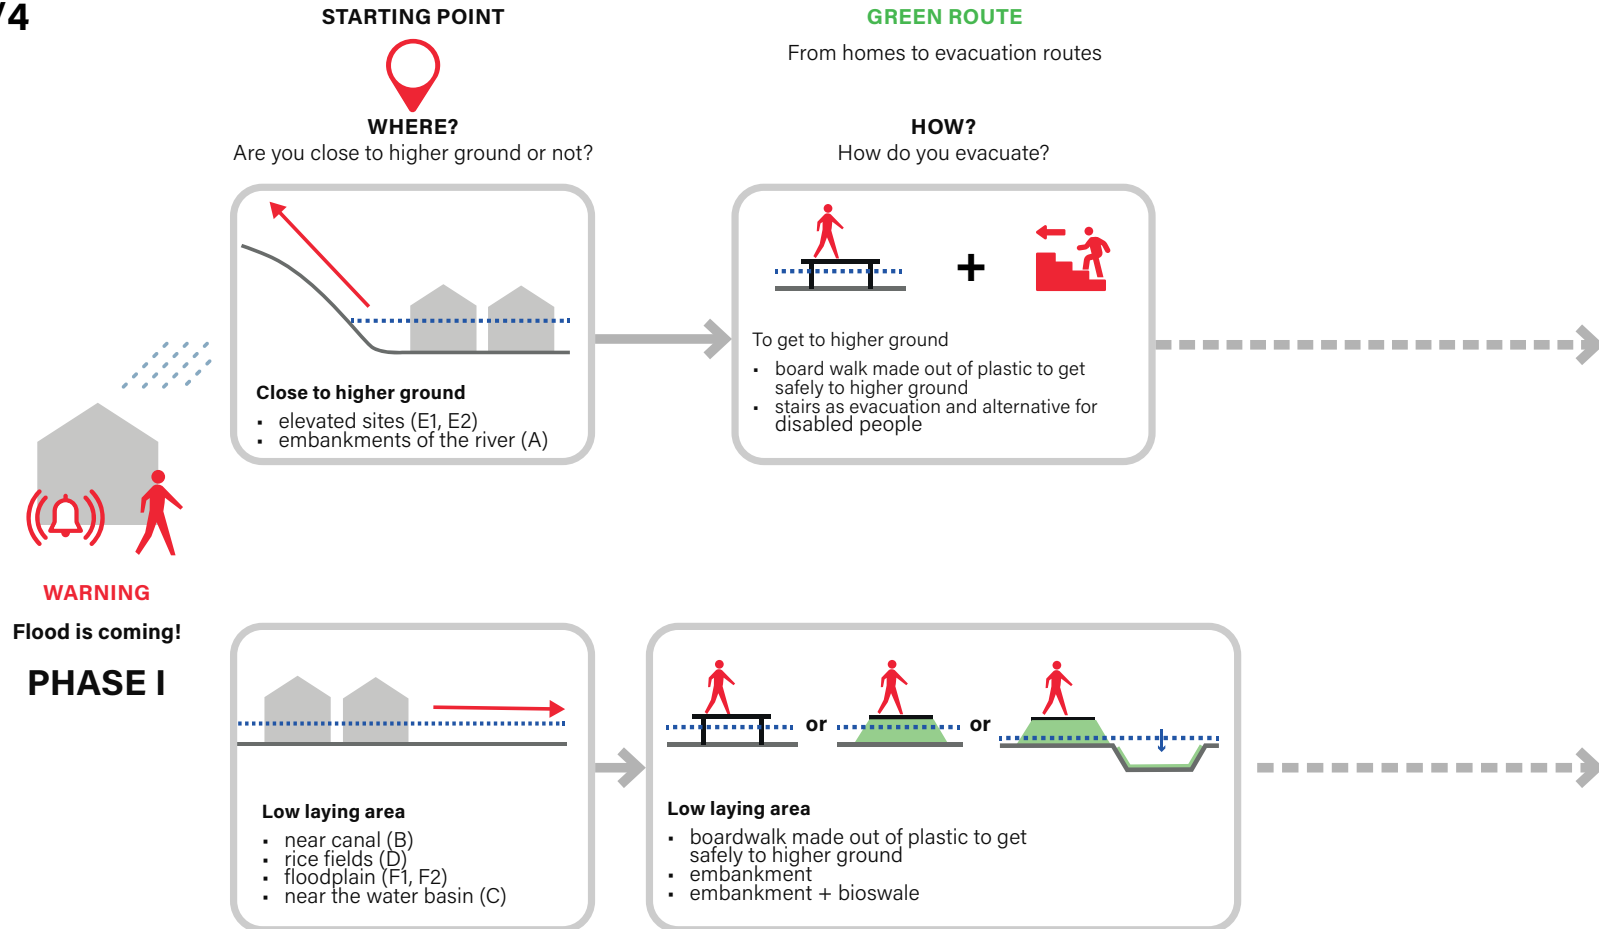 /4
STARTING POINT
GREEN ROUTE
From homes to evacuation routes
WHERE?
Are you close to higher ground or not?
HOW?
How do you evacuate?
+
To get to higher ground
▪ board walk made out of plastic to get
safely to higher ground
▪ stairs as evacuation and alternative for
disabled people
Close to higher ground
▪ elevated sites (E1, E2)
▪ embankments of the river (A)
WARNING
Flood is coming!
PHASE I
or
or
Low laying area
▪ near canal (B)
▪ rice fields (D)
▪ floodplain (F1, F2)
▪ near the water basin (C)
Low laying area
▪ boardwalk made out of plastic to get
safely to higher ground
▪ embankment
▪ embankment + bioswale